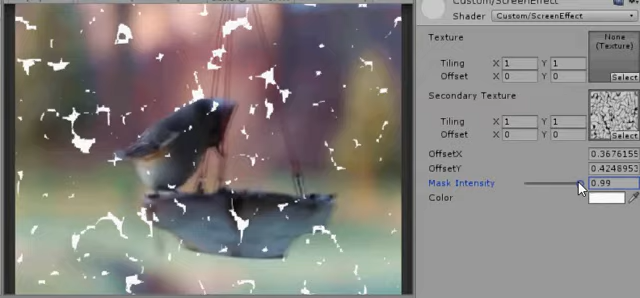 Custom/ScreenEffect
Shader Custom/ScreenEffect
Texture
None
(Texture)
Tiling X 1 Y 1
Offset X 0 Y 0
Select
Secondary Texture
Tiling X 1 Y 1
Offset X 0 Y 0
Select
OffsetX 0.3676155
OffsetY 0.4248953
Mask Intensity 0.99
Color